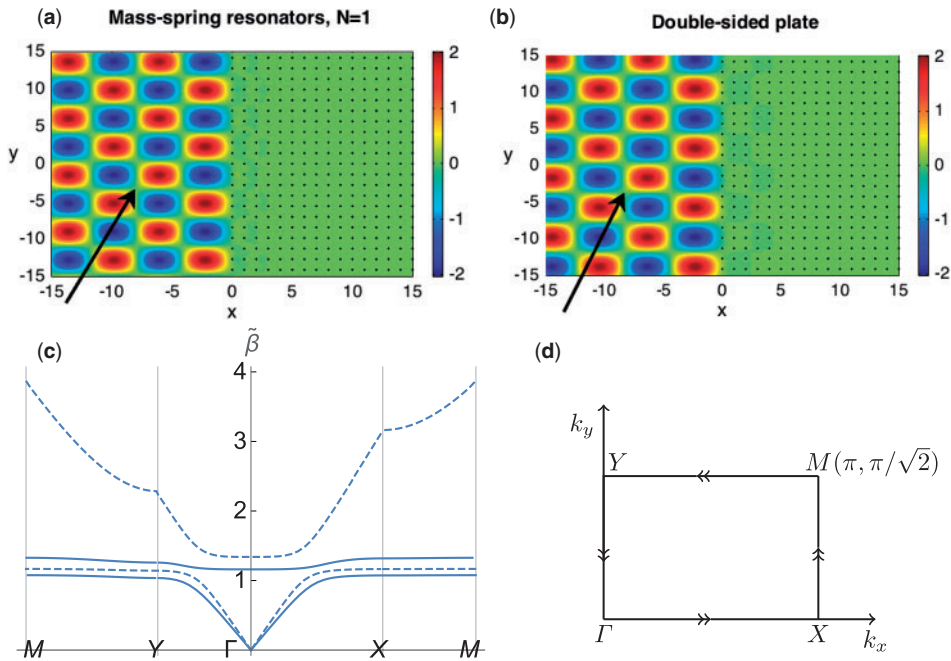 (a) Mass-spring resonators, N=1
15
10
5
y 0
-5
-10
-15
-15 -10 -5 0 5 10 15
x
2
1
0
-1
-2
(b) Double-sided plate
15
10
5
y 0
-5
-10
-15
-15 -10 -5 0 5 10 15
x
2
1
0
-1
-2
(c) β̃
4
3
2
1
M Y Γ X M
(d)
k_y
Y M(π, π/√2)
Γ X k_x